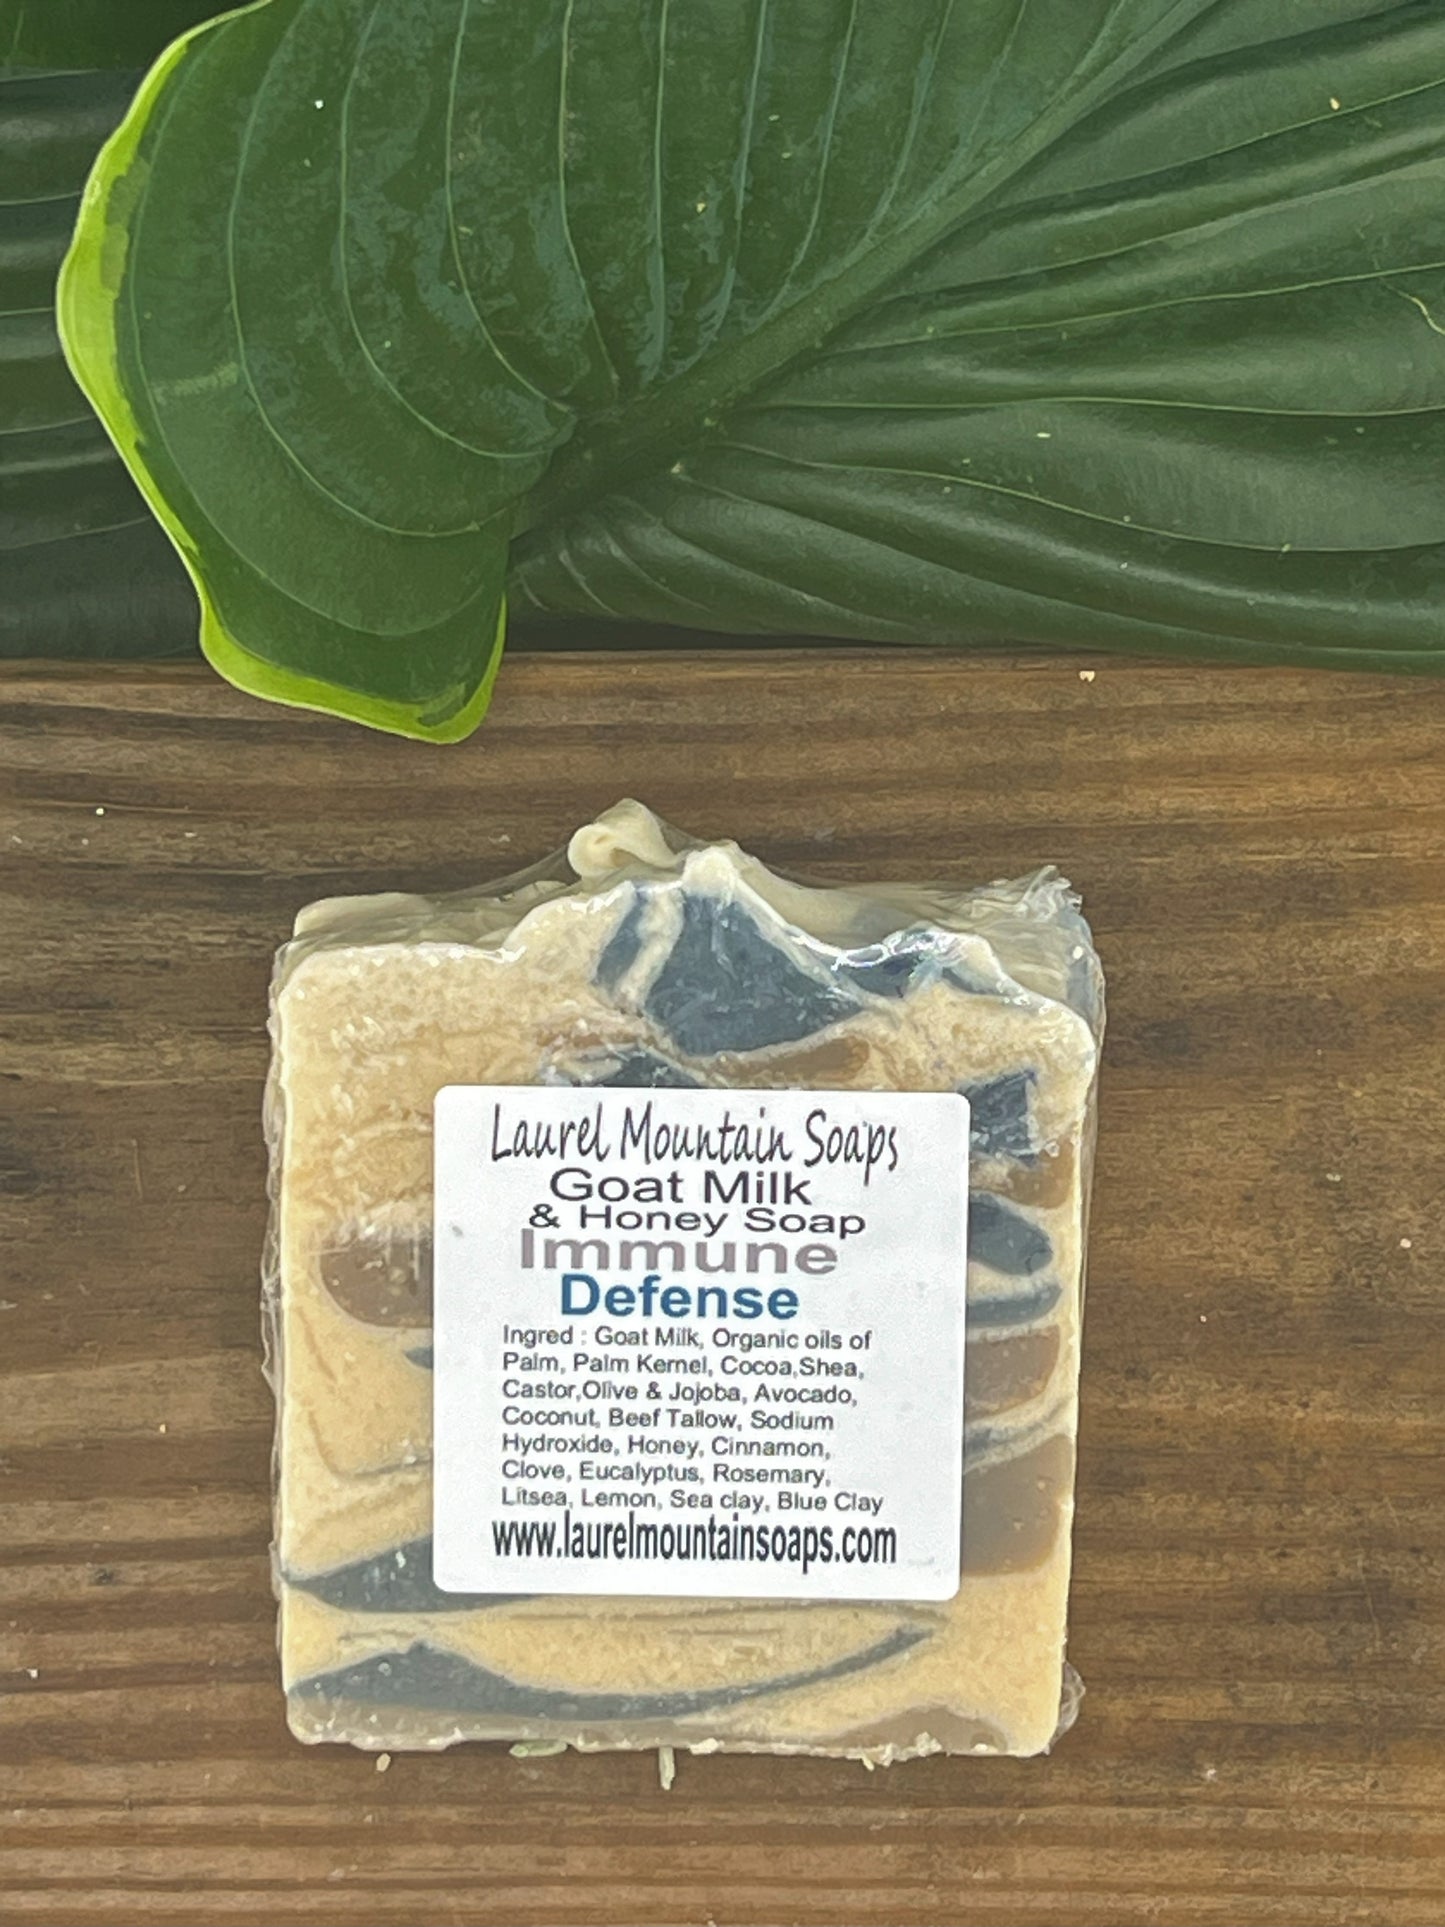 Laurel Mountain Soaps
Goat Milk
& Honey Soap
Immune
Defense
Ingred : Goat Milk, Organic oils of
Palm, Palm Kernel, Cocoa,Shea,
Castor,Olive & Jojoba, Avocado,
Coconut, Beef Tallow, Sodium
Hydroxide, Honey, Cinnamon,
Clove, Eucalyptus, Rosemary,
Litsea, Lemon, Sea clay, Blue Clay
www.laurelmountainsoaps.com